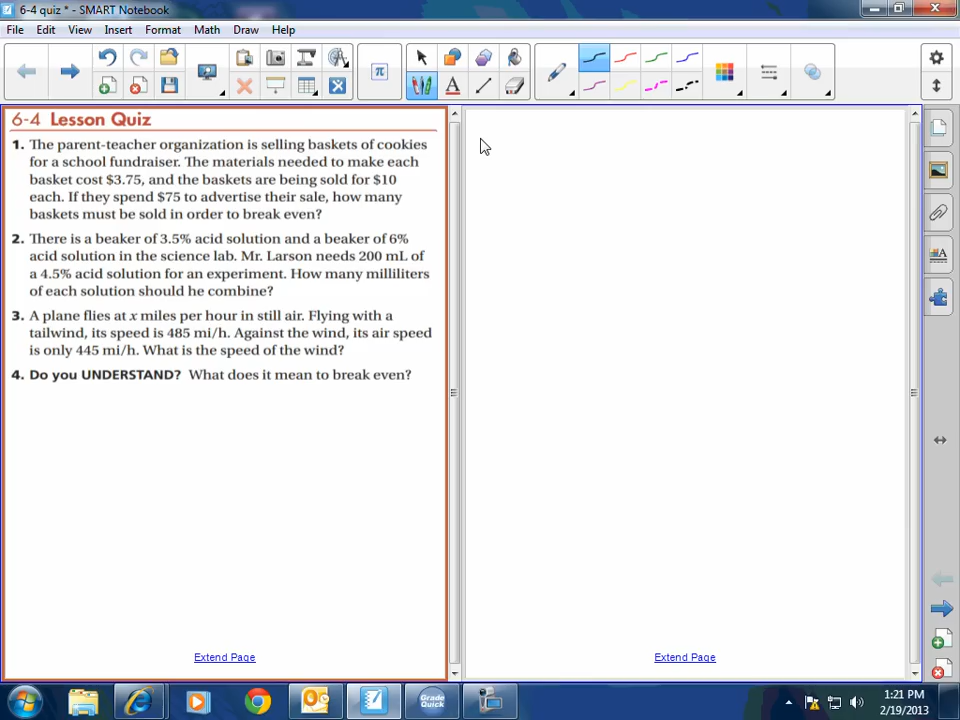 6-4 quiz * - SMART Notebook
File Edit View Insert Format Math Draw Help
π
A
6-4 Lesson Quiz
1. The parent-teacher organization is selling baskets of cookies
for a school fundraiser. The materials needed to make each
basket cost $3.75, and the baskets are being sold for $10
each. If they spend $75 to advertise their sale, how many
baskets must be sold in order to break even?
2. There is a beaker of 3.5% acid solution and a beaker of 6%
acid solution in the science lab. Mr. Larson needs 200 mL of
a 4.5% acid solution for an experiment. How many milliliters
of each solution should he combine?
3. A plane flies at x miles per hour in still air. Flying with a
tailwind, its speed is 485 mi/h. Against the wind, its air speed
is only 445 mi/h. What is the speed of the wind?
4. Do you UNDERSTAND? What does it mean to break even?
Extend Page
Extend Page
Grade
Quick
1:21 PM
2/19/2013